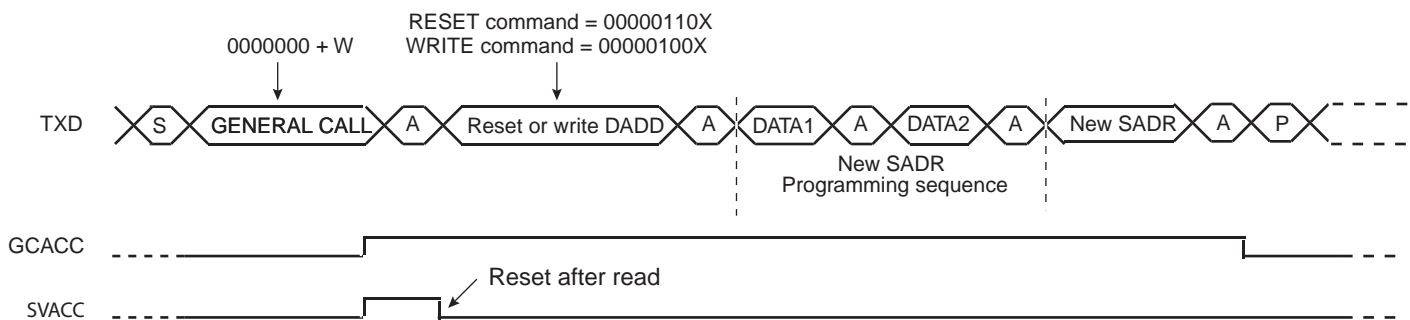 RESET command = 00000110X
0000000 + W
WRITE command = 00000100X
TXD
S
GENERAL CALL
A
Reset or write DADD
A
DATA1
A
DATA2
A
New SADR
A
P
New SADR
Programming sequence
GCACC
Reset after read
SVACC